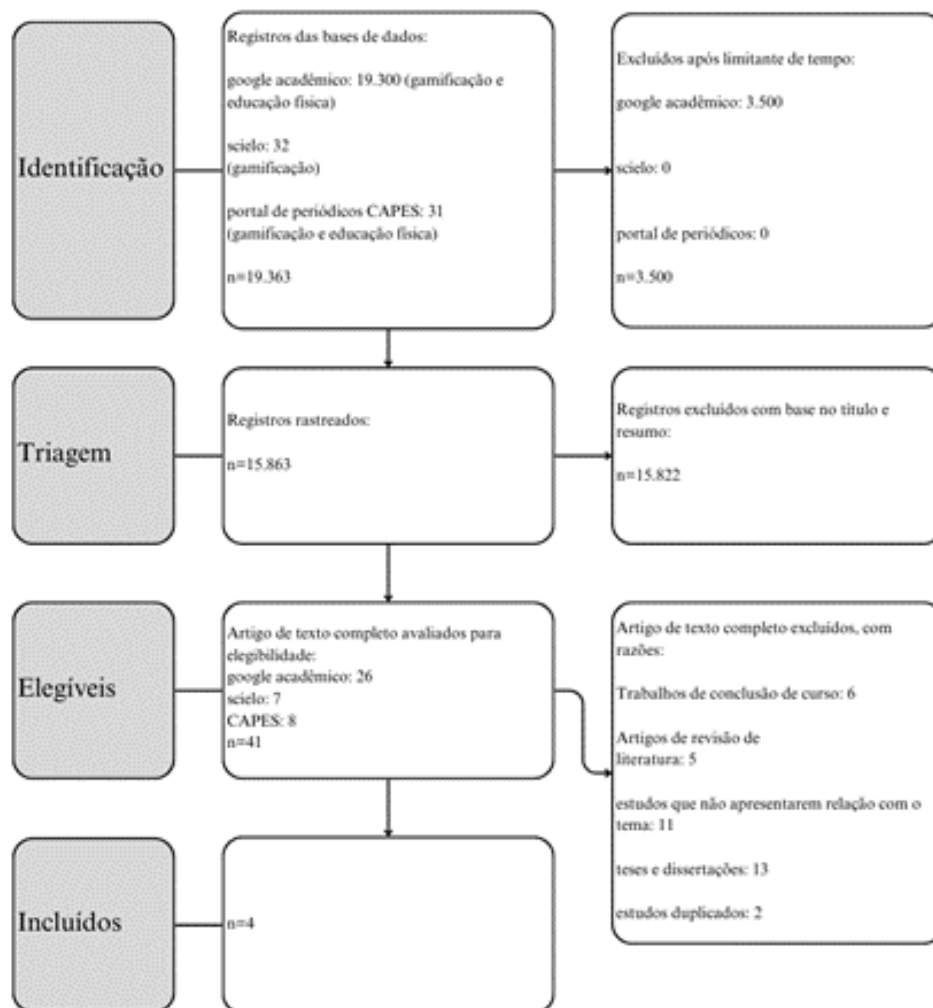 Identificação
Registros das bases de dados:
google acadêmico: 19.300 (gamificação e
educação física)
scielo: 32
(gamificação)
portal de periódicos CAPES: 31
(gamificação e educação física)
n=19.363
Excluídos após limitante de tempo:
google acadêmico: 3.500
scielo: 0
portal de periódicos: 0
n=3.500
Triagem
Registros rastreados:
n=15.863
Registros excluídos com base no título e
resumo:
n=15.822
Elegíveis
Artigo de texto completo avaliados para
elegibilidade:
google acadêmico: 26
scielo: 7
CAPES: 8
n=41
Artigo de texto completo excluídos, com
razões:
Trabalhos de conclusão de curso: 6
Artigos de revisão de
literatura: 5
estudos que não apresentarem relação com o
tema: 11
teses e dissertações: 13
estudos duplicados: 2
Incluídos
n=4